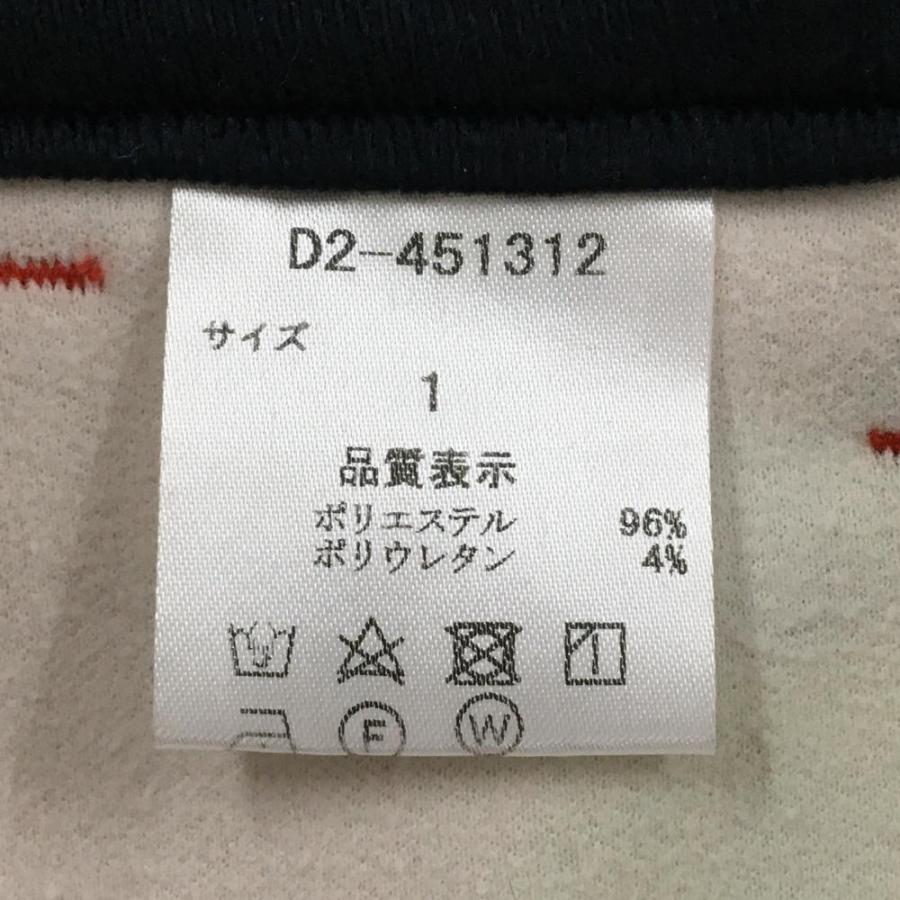 D2-451312
サイズ
1
品質表示
ポリエステル 96%
ポリウレタン 4%
F W